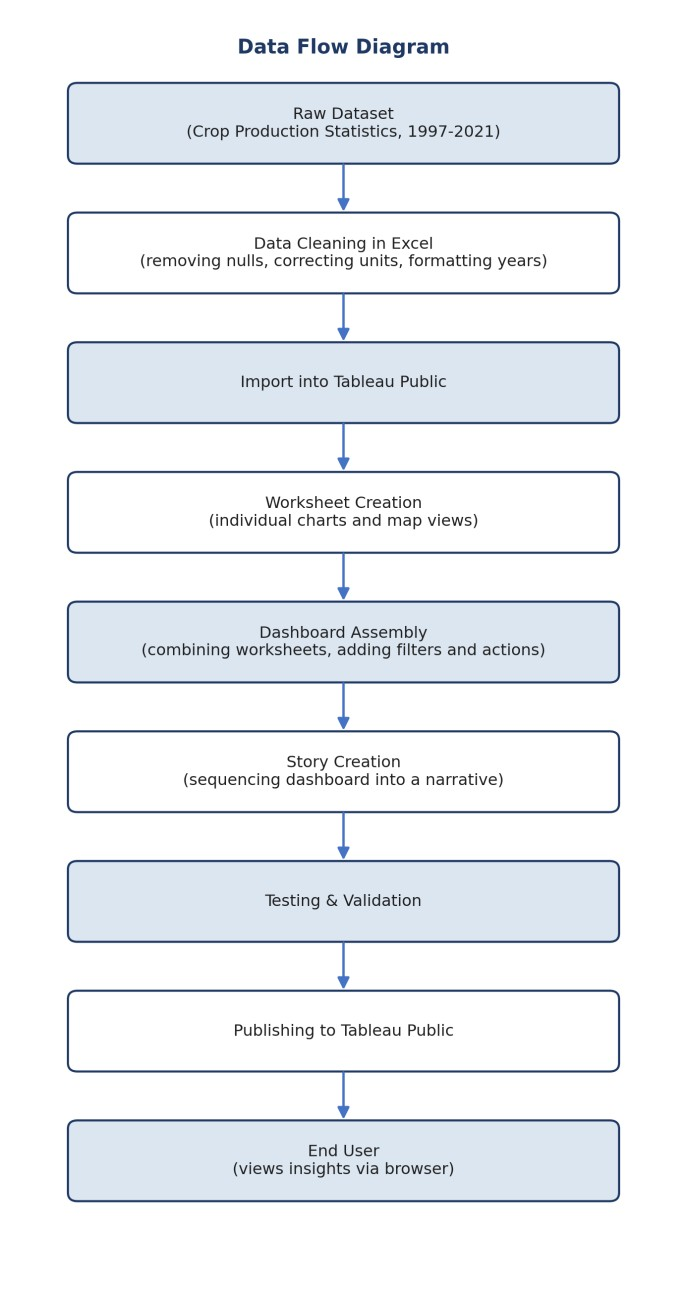 Data Flow Diagram
Raw Dataset
(Crop Production Statistics, 1997-2021)
Data Cleaning in Excel
(removing nulls, correcting units, formatting years)
Import into Tableau Public
Worksheet Creation
(individual charts and map views)
Dashboard Assembly
(combining worksheets, adding filters and actions)
Story Creation
(sequencing dashboard into a narrative)
Testing & Validation
Publishing to Tableau Public
End User
(views insights via browser)